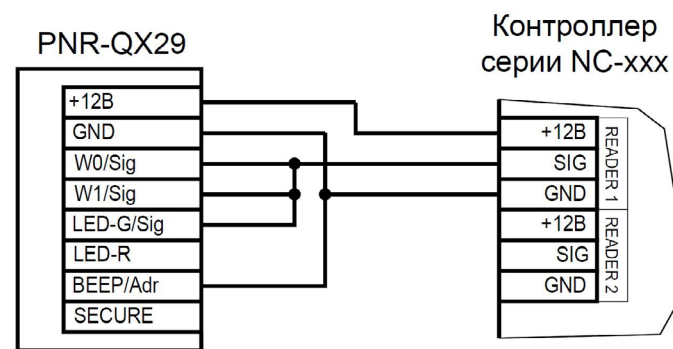 PNR-QX29
+12В
GND
W0/Sig
W1/Sig
LED-G/Sig
LED-R
BEEP/Adr
SECURE
Контроллер
серии NC-xxx
+12В
SIG
GND
+12В
SIG
GND
READER 1
READER 2